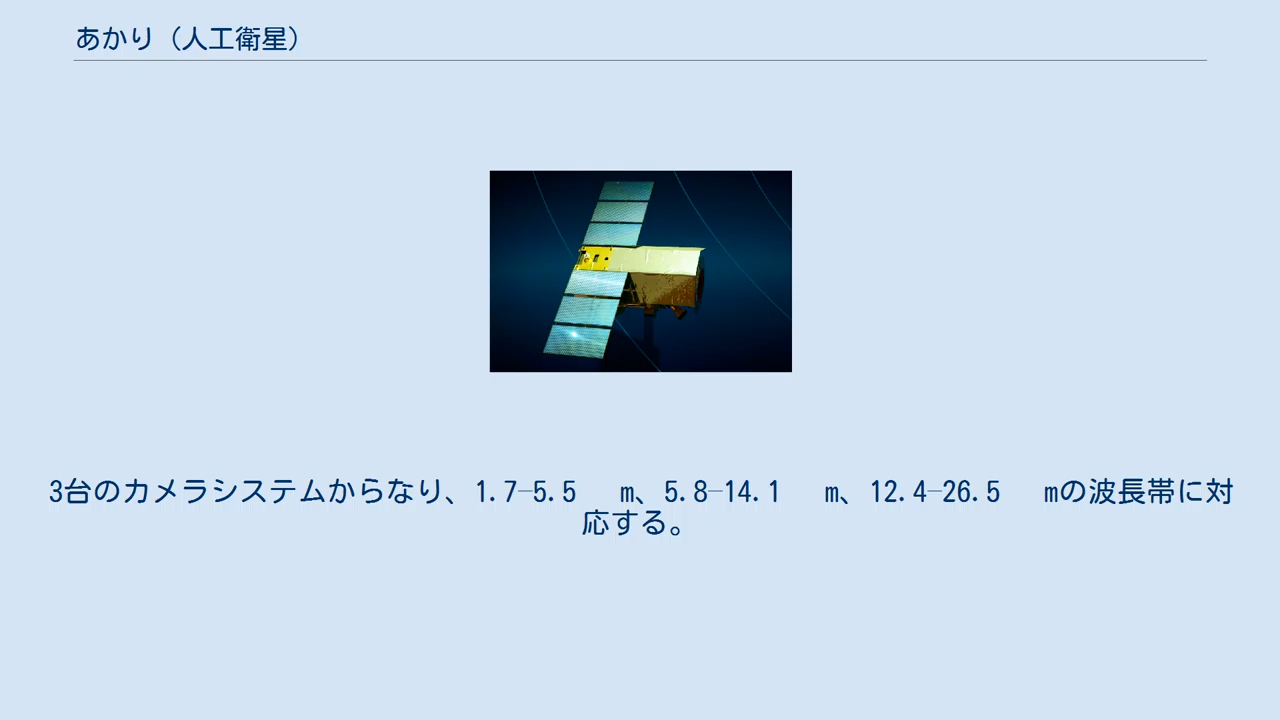 あかり（人工衛星）
3台のカメラシステムからなり、1.7–5.5 m、5.8–14.1 m、12.4–26.5 mの波長帯に対
応する。